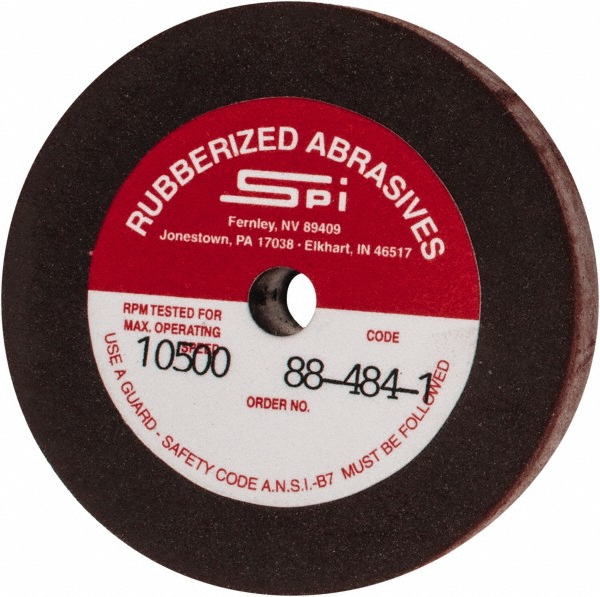 RUBBERIZED ABRASIVES
SPi
Fernley, NV 89409
Jonestown, PA 17038 · Elkhart, IN 46517
RPM TESTED FOR
MAX. OPERATING
SPEED
10500
CODE
88-484-1
ORDER NO.
USE A GUARD - SAFETY CODE A.N.S.I.-B7 MUST BE FOLLOWED